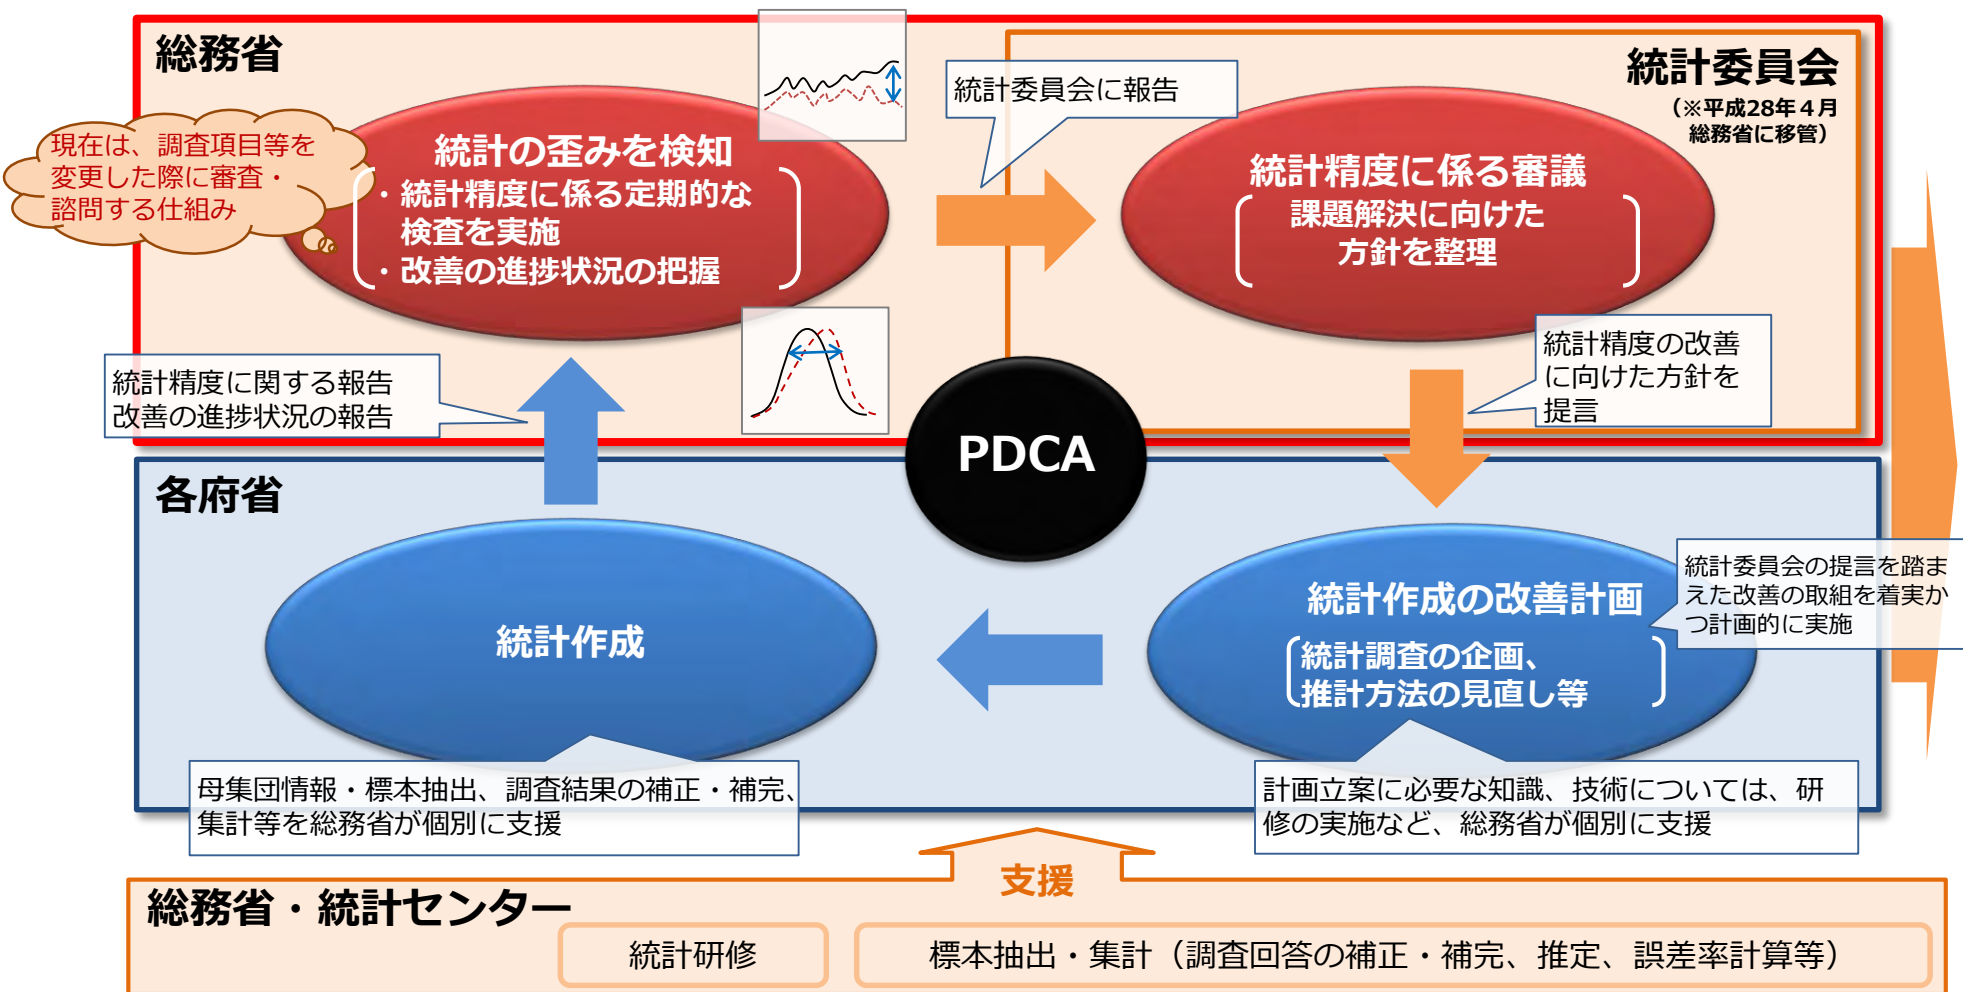 総務省
統計委員会
（※平成28年４月
総務省に移管）
統計委員会に報告
現在は、調査項目等を
変更した際に審査・
諮問する仕組み
統計の歪みを検知
・統計精度に係る定期的な
検査を実施
・改善の進捗状況の把握
統計精度に係る審議
課題解決に向けた
方針を整理
統計精度に関する報告
改善の進捗状況の報告
統計精度の改善
に向けた方針を
提言
PDCA
各府省
統計作成
統計作成の改善計画
統計調査の企画、
推計方法の見直し等
統計委員会の提言を踏ま
えた改善の取組を着実か
つ計画的に実施
母集団情報・標本抽出、調査結果の補正・補完、
集計等を総務省が個別に支援
計画立案に必要な知識、技術については、研
修の実施など、総務省が個別に支援
支援
総務省・統計センター
統計研修
標本抽出・集計（調査回答の補正・補完、推定、誤差率計算等）